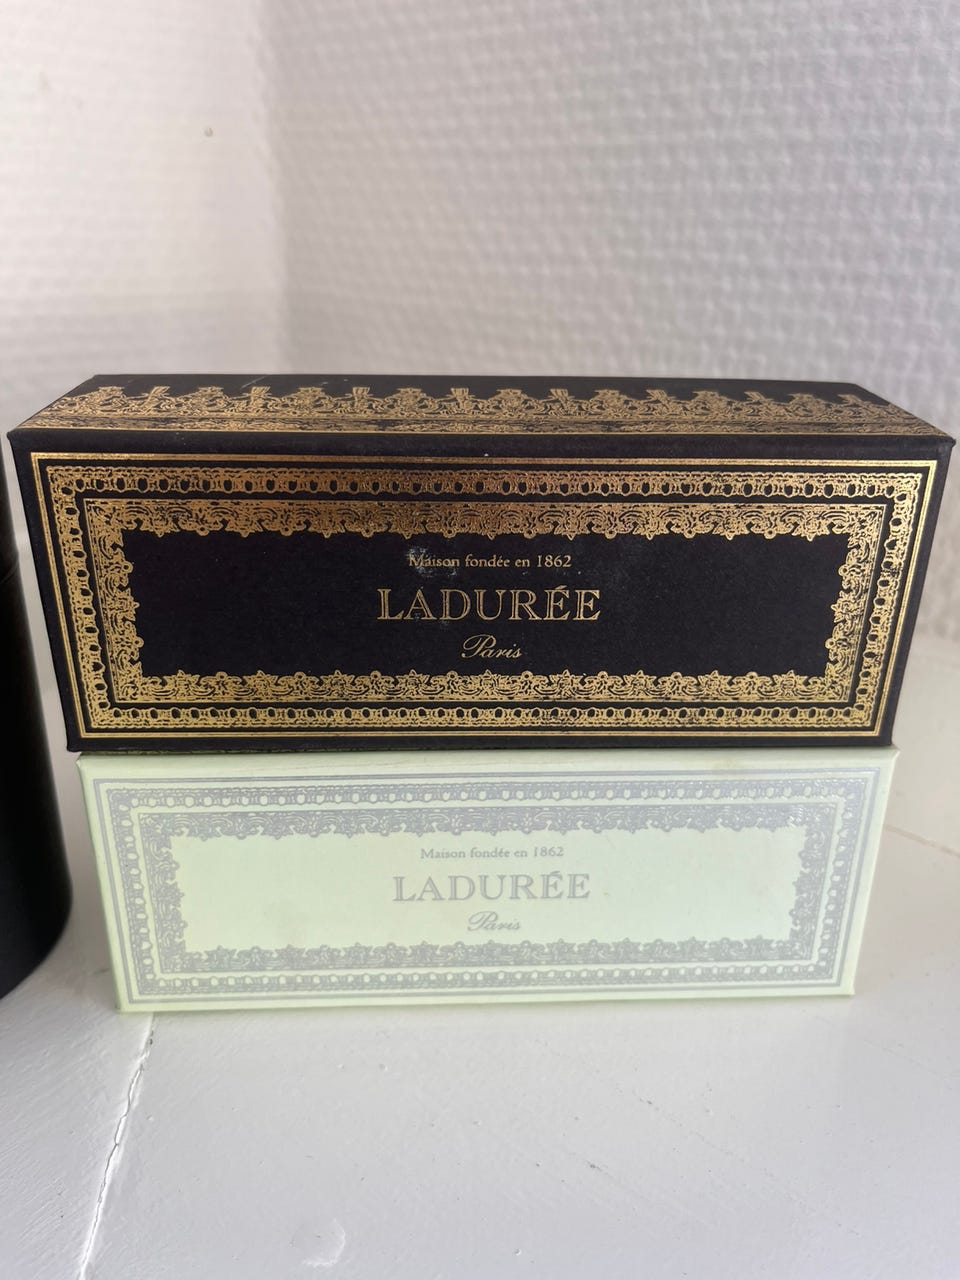 Maison fondée en 1862
LADURÉE
Paris
Maison fondée en 1862
LADURÉE
Paris